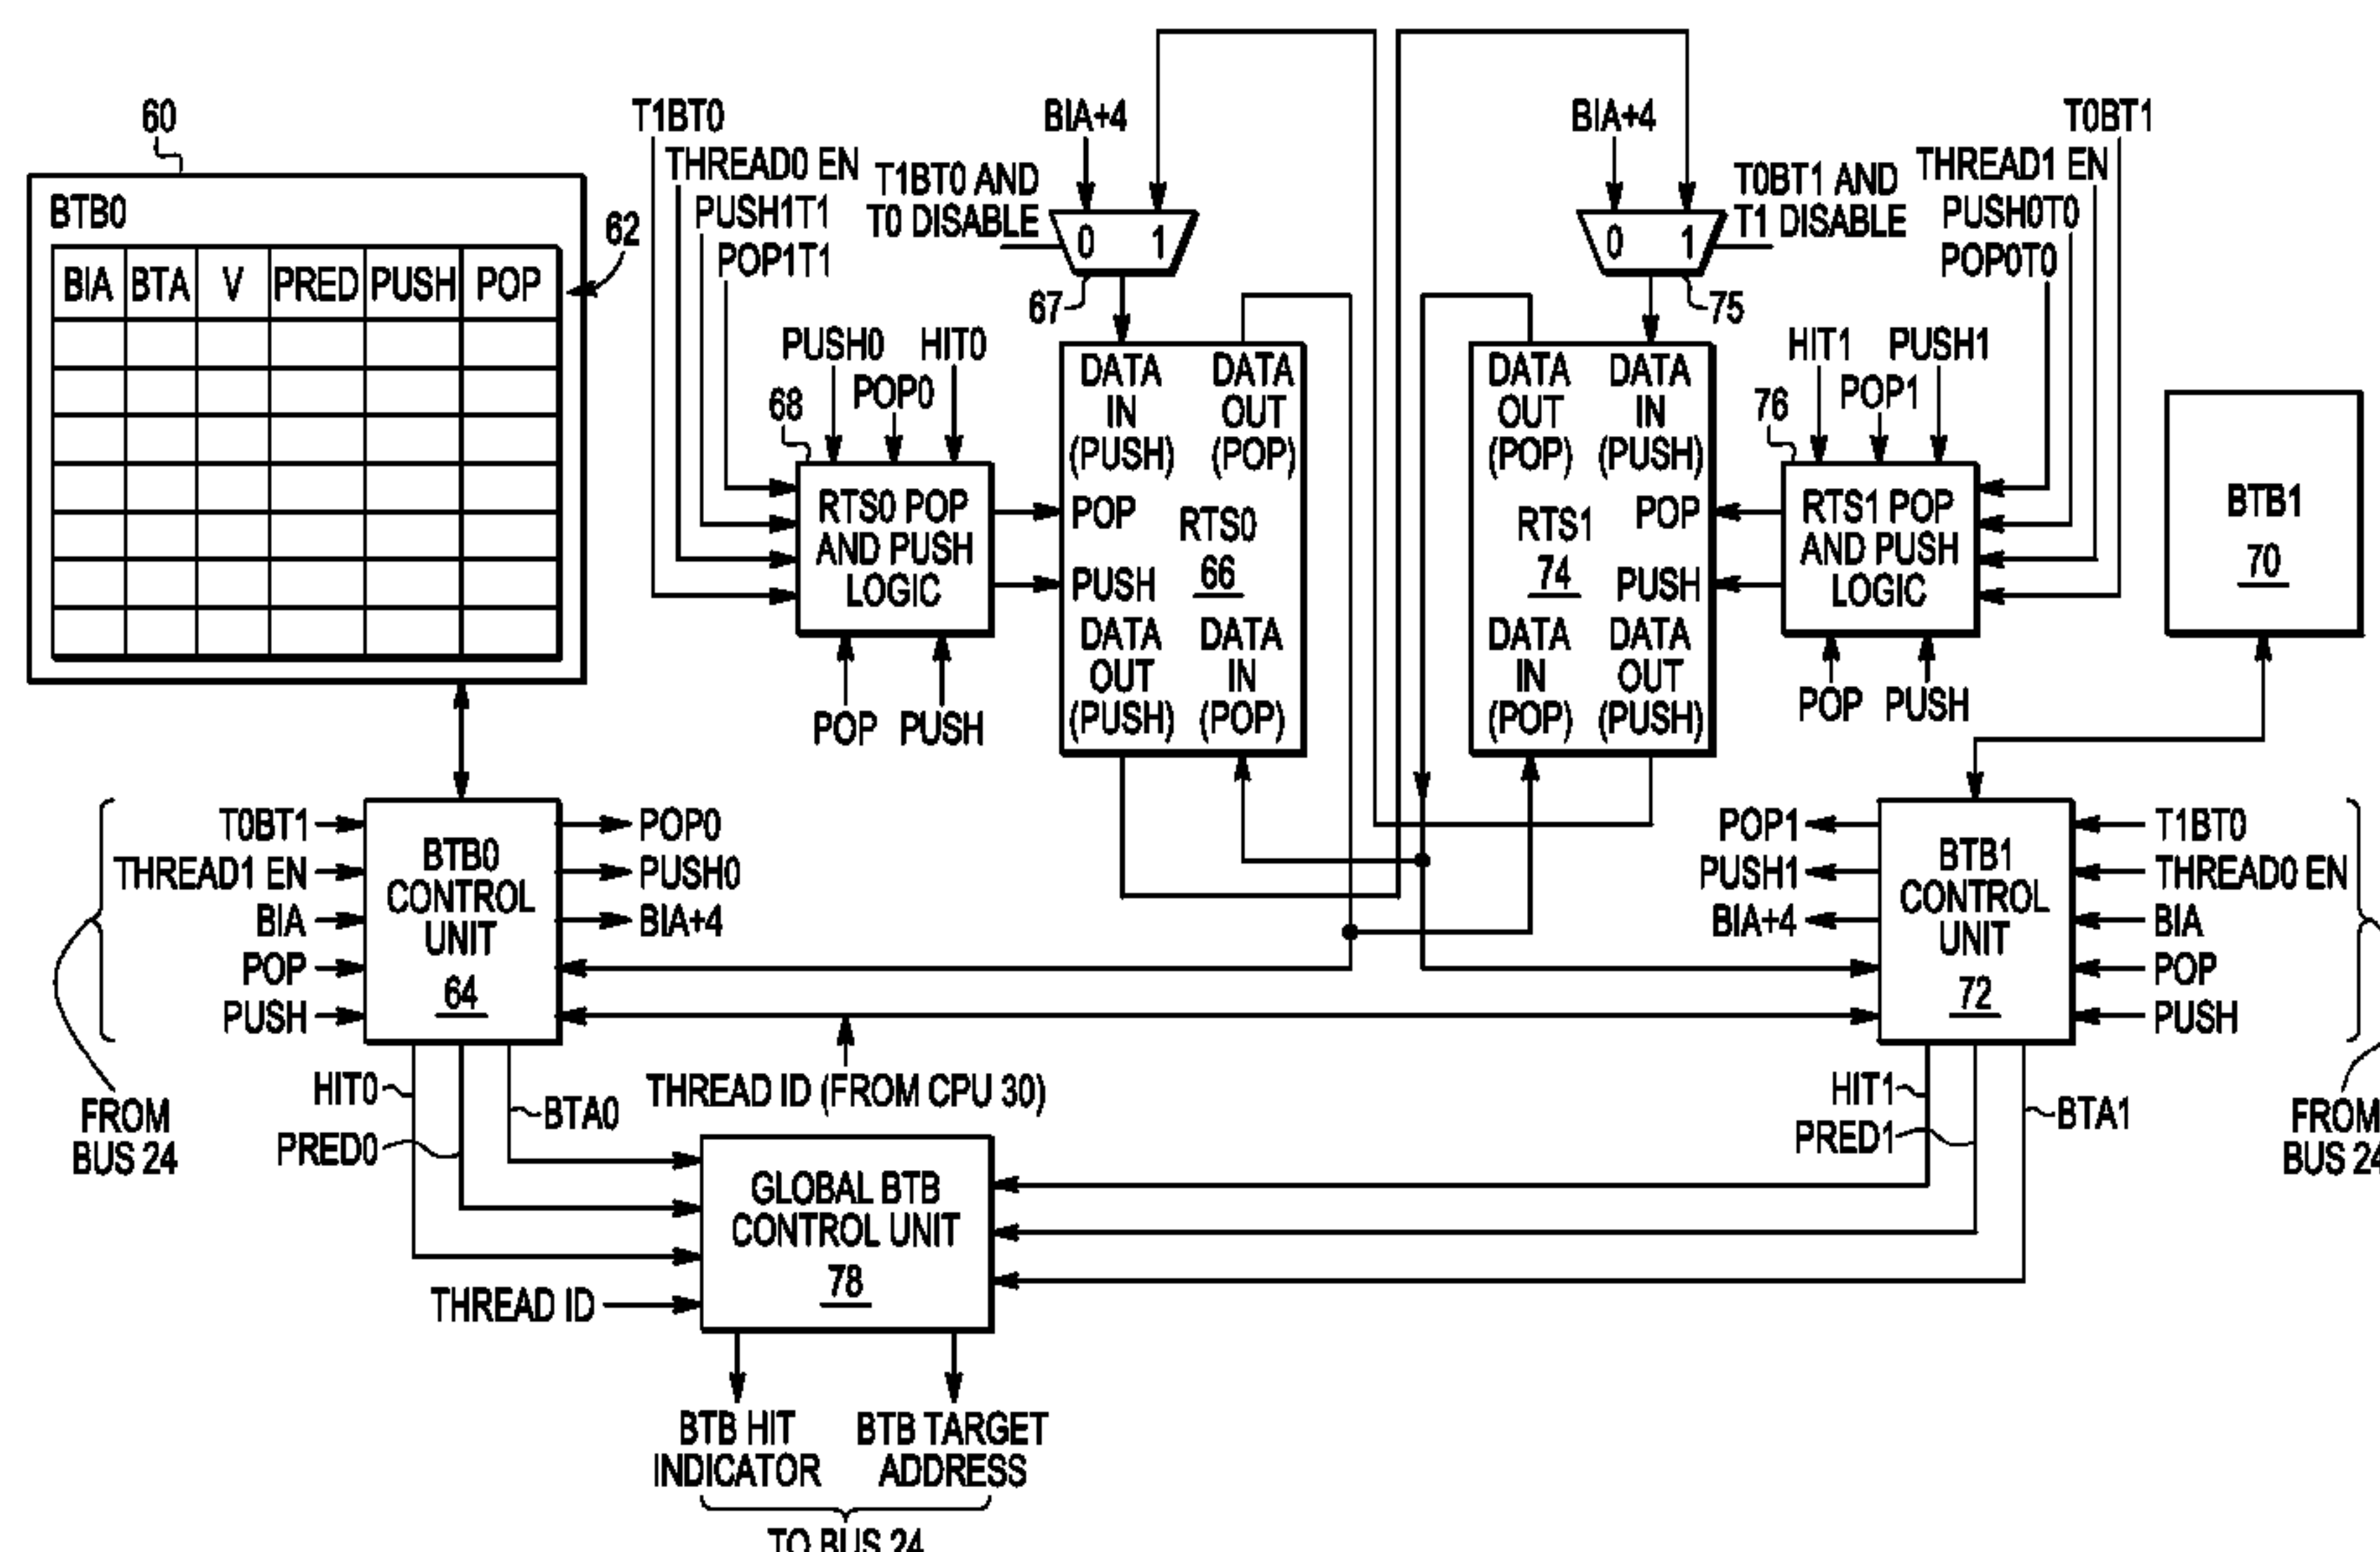 60
BTB0
BIA BTA V PRED PUSH POP
62
T1BT0
THREAD0 EN
PUSH1T1
POP1T1
BIA+4
T1BT0 AND
T0 DISABLE
0 1
67
BIA+4
T0BT1 AND
T1 DISABLE
0 1
75
T0BT1
THREAD1 EN
PUSH0T0
POP0T0
PUSH0
POP0
HIT0
68
RTS0 POP
AND PUSH
LOGIC
POP PUSH
DATA
IN
(PUSH)
DATA
OUT
(POP)
POP
RTS0
66
PUSH
DATA
OUT
(PUSH)
DATA
IN
(POP)
DATA
OUT
(POP)
DATA
IN
(PUSH)
RTS1
74
POP
PUSH
DATA
IN
(POP)
DATA
OUT
(PUSH)
HIT1
POP1
PUSH1
76
RTS1 POP
AND PUSH
LOGIC
POP PUSH
BTB1
70
T0BT1
THREAD1 EN
BIA
POP
PUSH
FROM
BUS 24
BTB0
CONTROL
UNIT
64
POP0
PUSH0
BIA+4
POP1
PUSH1
BIA+4
BTB1
CONTROL
UNIT
72
T1BT0
THREAD0 EN
BIA
POP
PUSH
FROM
BUS 24
HIT0
PRED0
BTA0
THREAD ID (FROM CPU 30)
HIT1
PRED1
BTA1
GLOBAL BTB
CONTROL UNIT
78
THREAD ID
BTB HIT
INDICATOR
BTB TARGET
ADDRESS
TO BUS 24